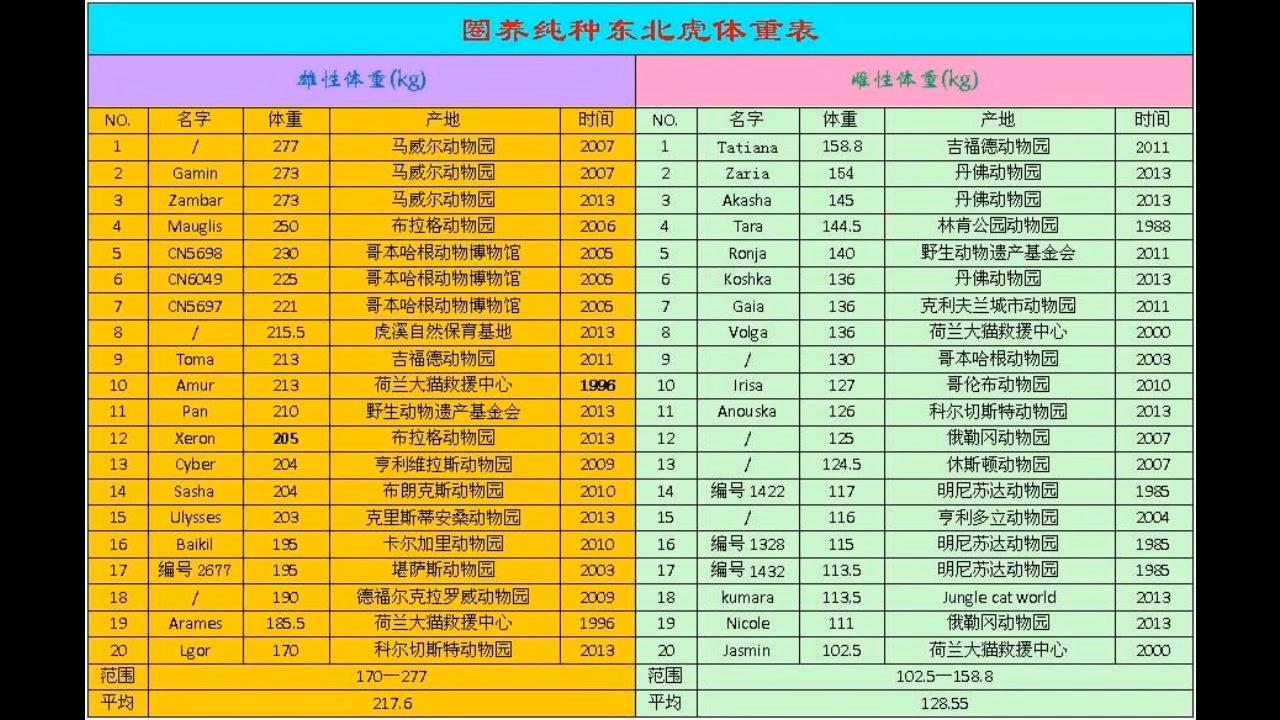 圈养纯种东北虎体重表
雄性体重(kg) 雌性体重(kg)
NO. 名字 体重 产地 时间 NO. 名字 体重 产地 时间
1 / 277 马威尔动物园 2007 1 Tatiana 158.8 吉福德动物园 2011
2 Gamin 273 马威尔动物园 2007 2 Zaria 154 丹佛动物园 2013
3 Zambar 273 马威尔动物园 2013 3 Akasha 145 丹佛动物园 2013
4 Mauglis 250 布拉格动物园 2006 4 Tara 144.5 林肯公园动物园 1988
5 CN5698 230 哥本哈根动物博物馆 2005 5 Ronja 140 野生动物遗产基金会 2011
6 CN6049 225 哥本哈根动物博物馆 2005 6 Koshka 136 丹佛动物园 2013
7 CN5697 221 哥本哈根动物博物馆 2005 7 Gaia 136 克利夫兰城市动物园 2011
8 / 215.5 虎溪自然保育基地 2013 8 Volga 136 荷兰大猫救援中心 2000
9 Toma 213 吉福德动物园 2011 9 / 130 哥本哈根动物园 2003
10 Amur 213 荷兰大猫救援中心 1996 10 Irisa 127 哥伦布动物园 2010
11 Pan 210 野生动物遗产基金会 2013 11 Anouska 126 科尔切斯特动物园 2013
12 Xeron 205 布拉格动物园 2013 12 / 125 俄勒冈动物园 2007
13 Cyber 204 亨利维拉斯动物园 2009 13 / 124.5 休斯顿动物园 2007
14 Sasha 204 布朗克斯动物园 2010 14 编号1422 117 明尼苏达动物园 1985
15 Ulysses 203 克里斯蒂安桑动物园 2013 15 / 116 亨利多立动物园 2004
16 Baikil 195 卡尔加里动物园 2010 16 编号1328 115 明尼苏达动物园 1985
17 编号2677 195 堪萨斯动物园 2003 17 编号1432 113.5 明尼苏达动物园 1985
18 / 190 德福尔克拉罗威动物园 2009 18 kumara 113.5 Jungle cat world 2013
19 Arames 185.5 荷兰大猫救援中心 1996 19 Nicole 111 俄勒冈动物园 2013
20 Lgor 170 科尔切斯特动物园 2013 20 Jasmin 102.5 荷兰大猫救援中心 2000
范围 170—277 范围 102.5—158.8
平均 217.6 平均 128.55